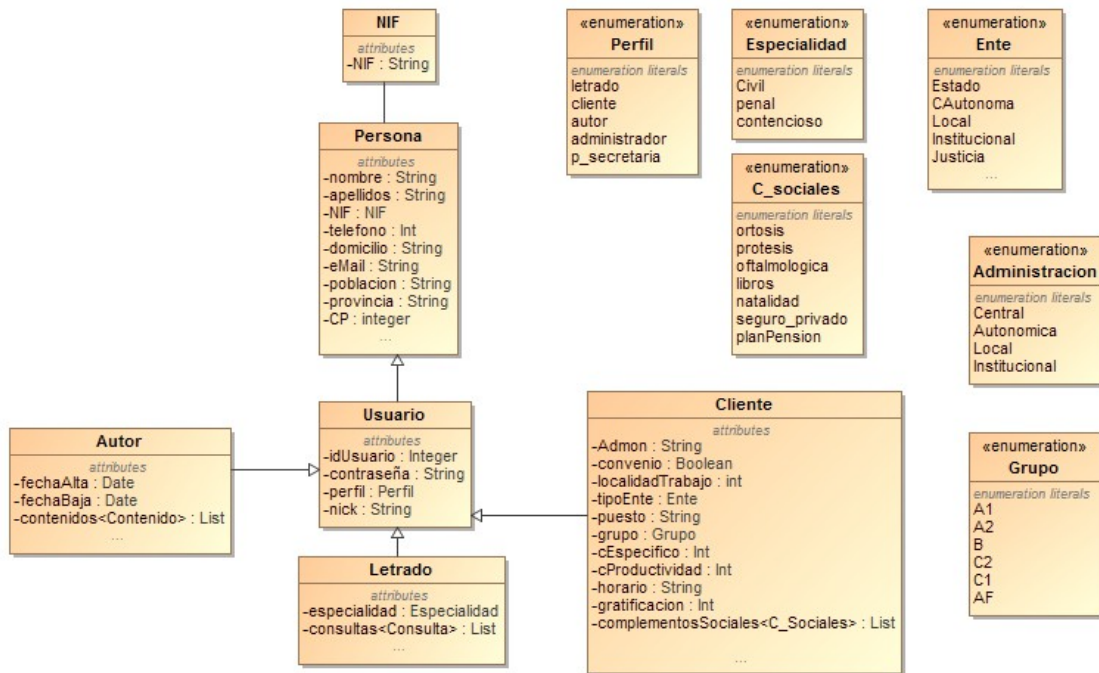 NIF
attributes
-NIF : String
Persona
attributes
-nombre : String
-apellidos : String
-NIF : NIF
-telefono : Int
-domicilio : String
-eMail : String
-poblacion : String
-provincia : String
-CP : integer
...
«enumeration»
Perfil
enumeration literals
letrado
cliente
autor
administrador
p_secretaria
«enumeration»
Especialidad
enumeration literals
Civil
penal
contencioso
«enumeration»
Ente
enumeration literals
Estado
CAutonoma
Local
Institucional
Justicia
...
«enumeration»
C_sociales
enumeration literals
ortosis
protesis
oftalmologica
libros
natalidad
seguro_privado
planPension
«enumeration»
Administracion
enumeration literals
Central
Autonomica
Local
Institucional
Autor
attributes
-fechaAlta : Date
-fechaBaja : Date
-contenidos<Contenido> : List
...
Usuario
attributes
-idUsuario : Integer
-contraseña : String
-perfil : Perfil
-nick : String
Cliente
attributes
-Admon : String
-convenio : Boolean
-localidadTrabajo : int
-tipoEnte : Ente
-puesto : String
-grupo : Grupo
-cEspecifico : Int
-cProductividad : Int
-horario : String
-gratificacion : Int
-complementosSociales<C_Sociales> : List
...
«enumeration»
Grupo
enumeration literals
A1
A2
B
C2
C1
AF
Letrado
attributes
-especialidad : Especialidad
-consultas<Consulta> : List
...